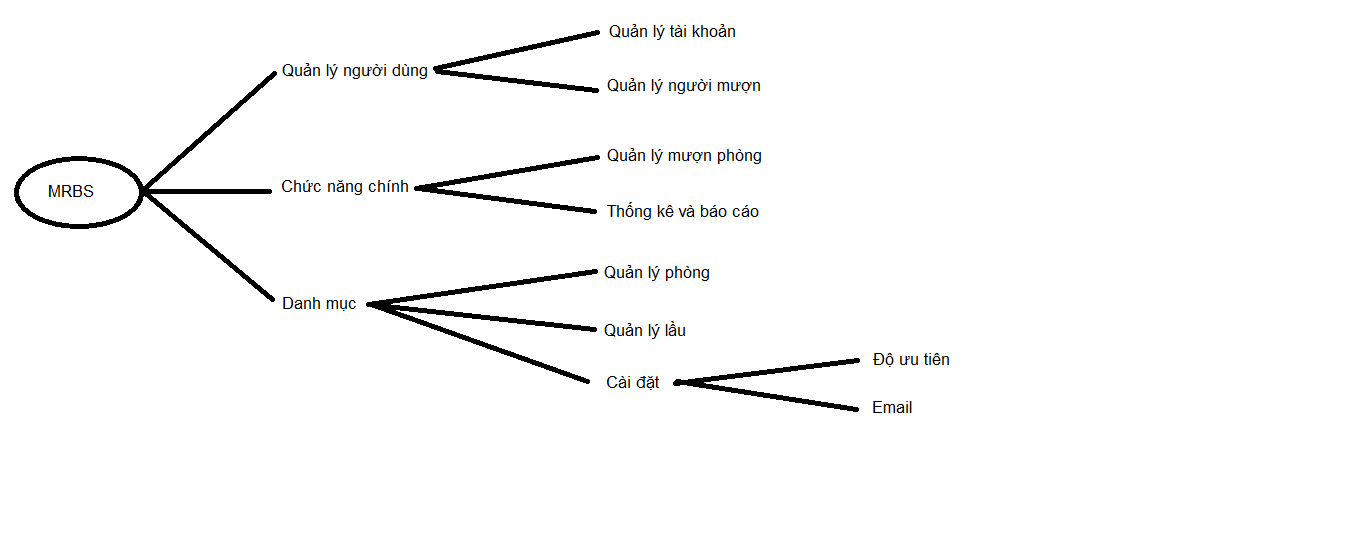 MRBS
Quản lý người dùng
Quản lý tài khoản
Quản lý người mượn
Chức năng chính
Quản lý mượn phòng
Thống kê và báo cáo
Danh mục
Quản lý phòng
Quản lý lầu
Cài đặt
Độ ưu tiên
Email